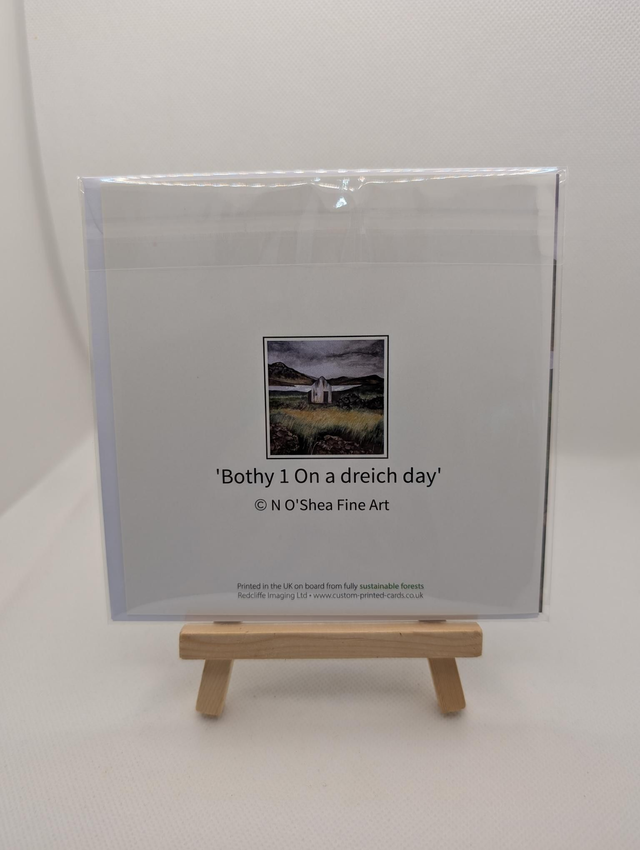 'Bothy 1 On a dreich day'
© N O'Shea Fine Art
Printed in the UK on board from fully sustainable forests
Redcliffe Imaging Ltd • www.custom-printed-cards.co.uk